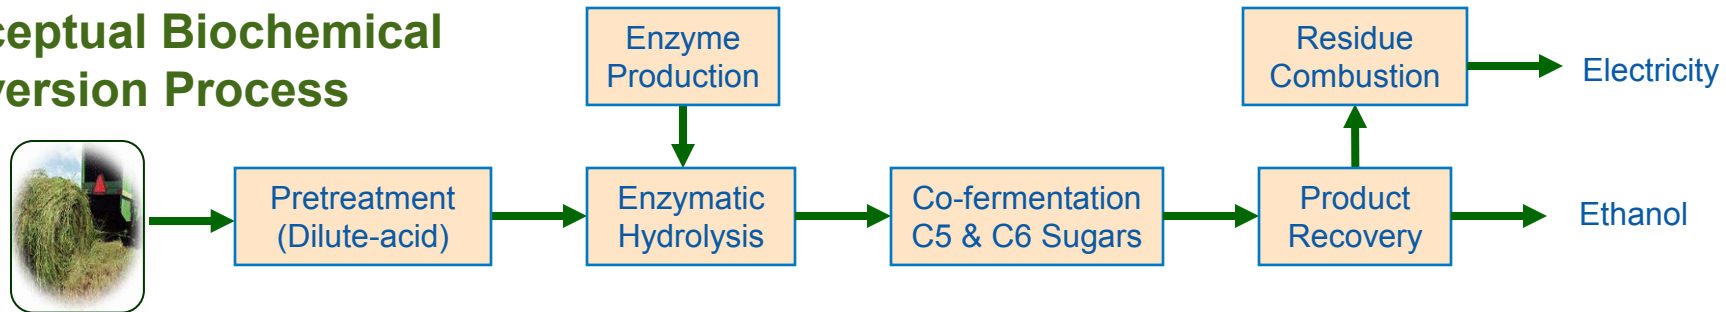 ceptual Biochemical
version Process
Enzyme
Production
Residue
Combustion
Electricity
Pretreatment
(Dilute-acid)
Enzymatic
Hydrolysis
Co-fermentation
C5 & C6 Sugars
Product
Recovery
Ethanol